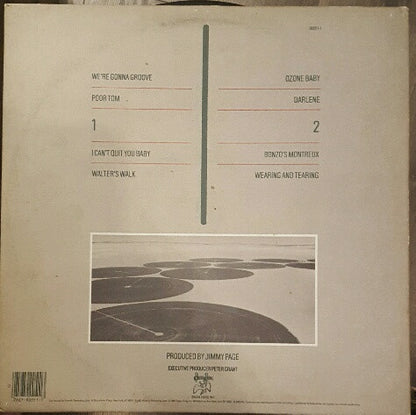 WE'RE GONNA GROOVE
POOR TOM
1
I CAN'T QUIT YOU BABY
WALTER'S WALK
OZONE BABY
DARLENE
2
BONZO'S MONTREUX
WEARING AND TEARING
PRODUCED BY JIMMY PAGE
EXECUTIVE PRODUCER PETER GRANT